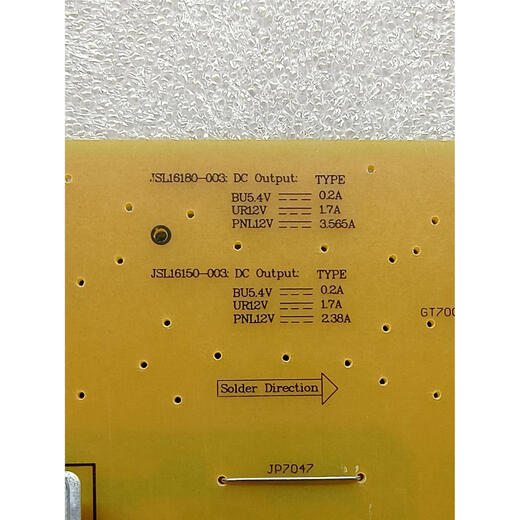 JSL16180-003: DC Output: TYPE
BU5.4V 0.2A
UR12V 1.7A
PNL12V 3.565A
JSL16150-003: DC Output: TYPE
BU5.4V 0.2A
UR12V 1.7A
PNL12V 2.38A
GT700
Solder Direction
JP7047